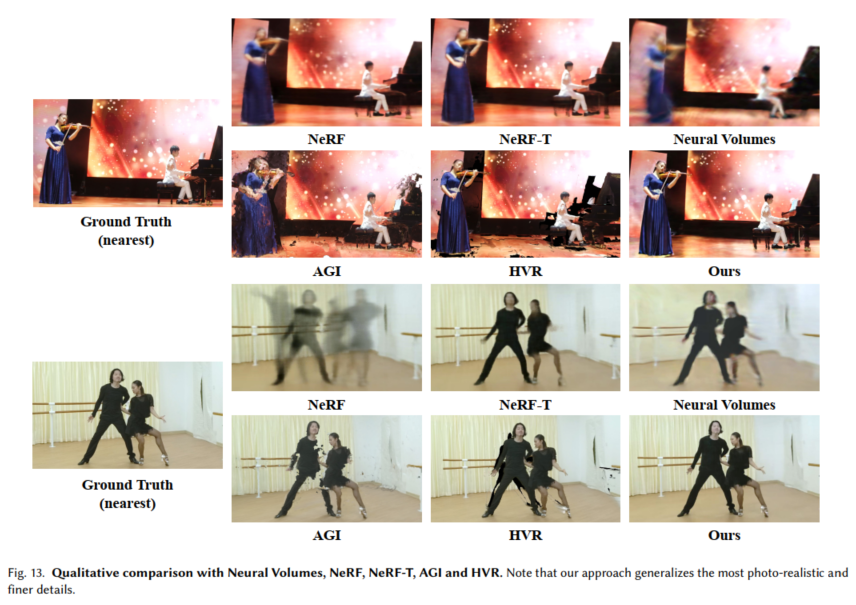 NeRF
NeRF-T
Neural Volumes
Ground Truth
(nearest)
AGI
HVR
Ours
NeRF
NeRF-T
Neural Volumes
Ground Truth
(nearest)
AGI
HVR
Ours
Fig. 13. Qualitative comparison with Neural Volumes, NeRF, NeRF-T, AGI and HVR. Note that our approach generalizes the most photo-realistic and
finer details.